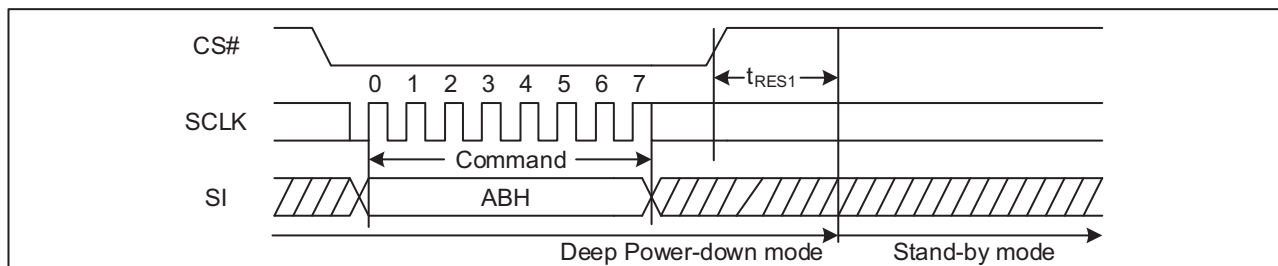 CS#
tRES1
0 1 2 3 4 5 6 7
SCLK
Command
SI
ABH
Deep Power-down mode Stand-by mode